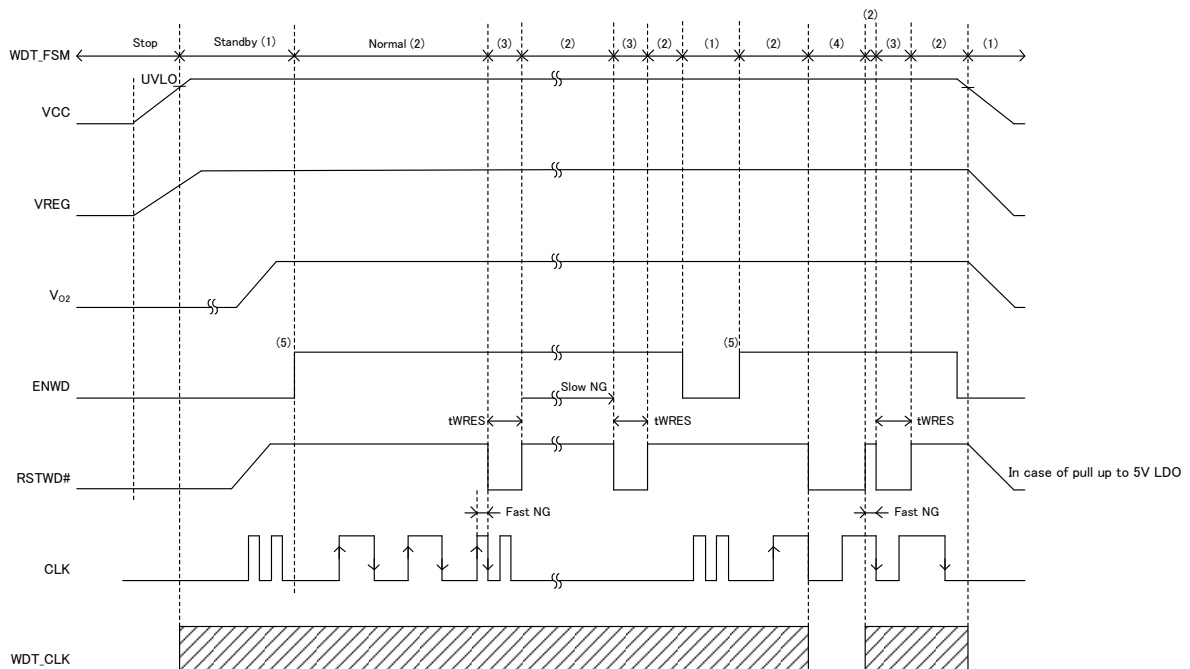 (2)
Stop Standby (1) Normal (2) (3) (2) (3) (2) (1) (2) (4) (3) (2) (1)
WDT_FSM
UVLO
VCC
VREG
VO2
(5) (5)
ENWD
Slow NG
tWRES tWRES tWRES
RSTWD#
In case of pull up to 5V LDO
Fast NG Fast NG
CLK
WDT_CLK